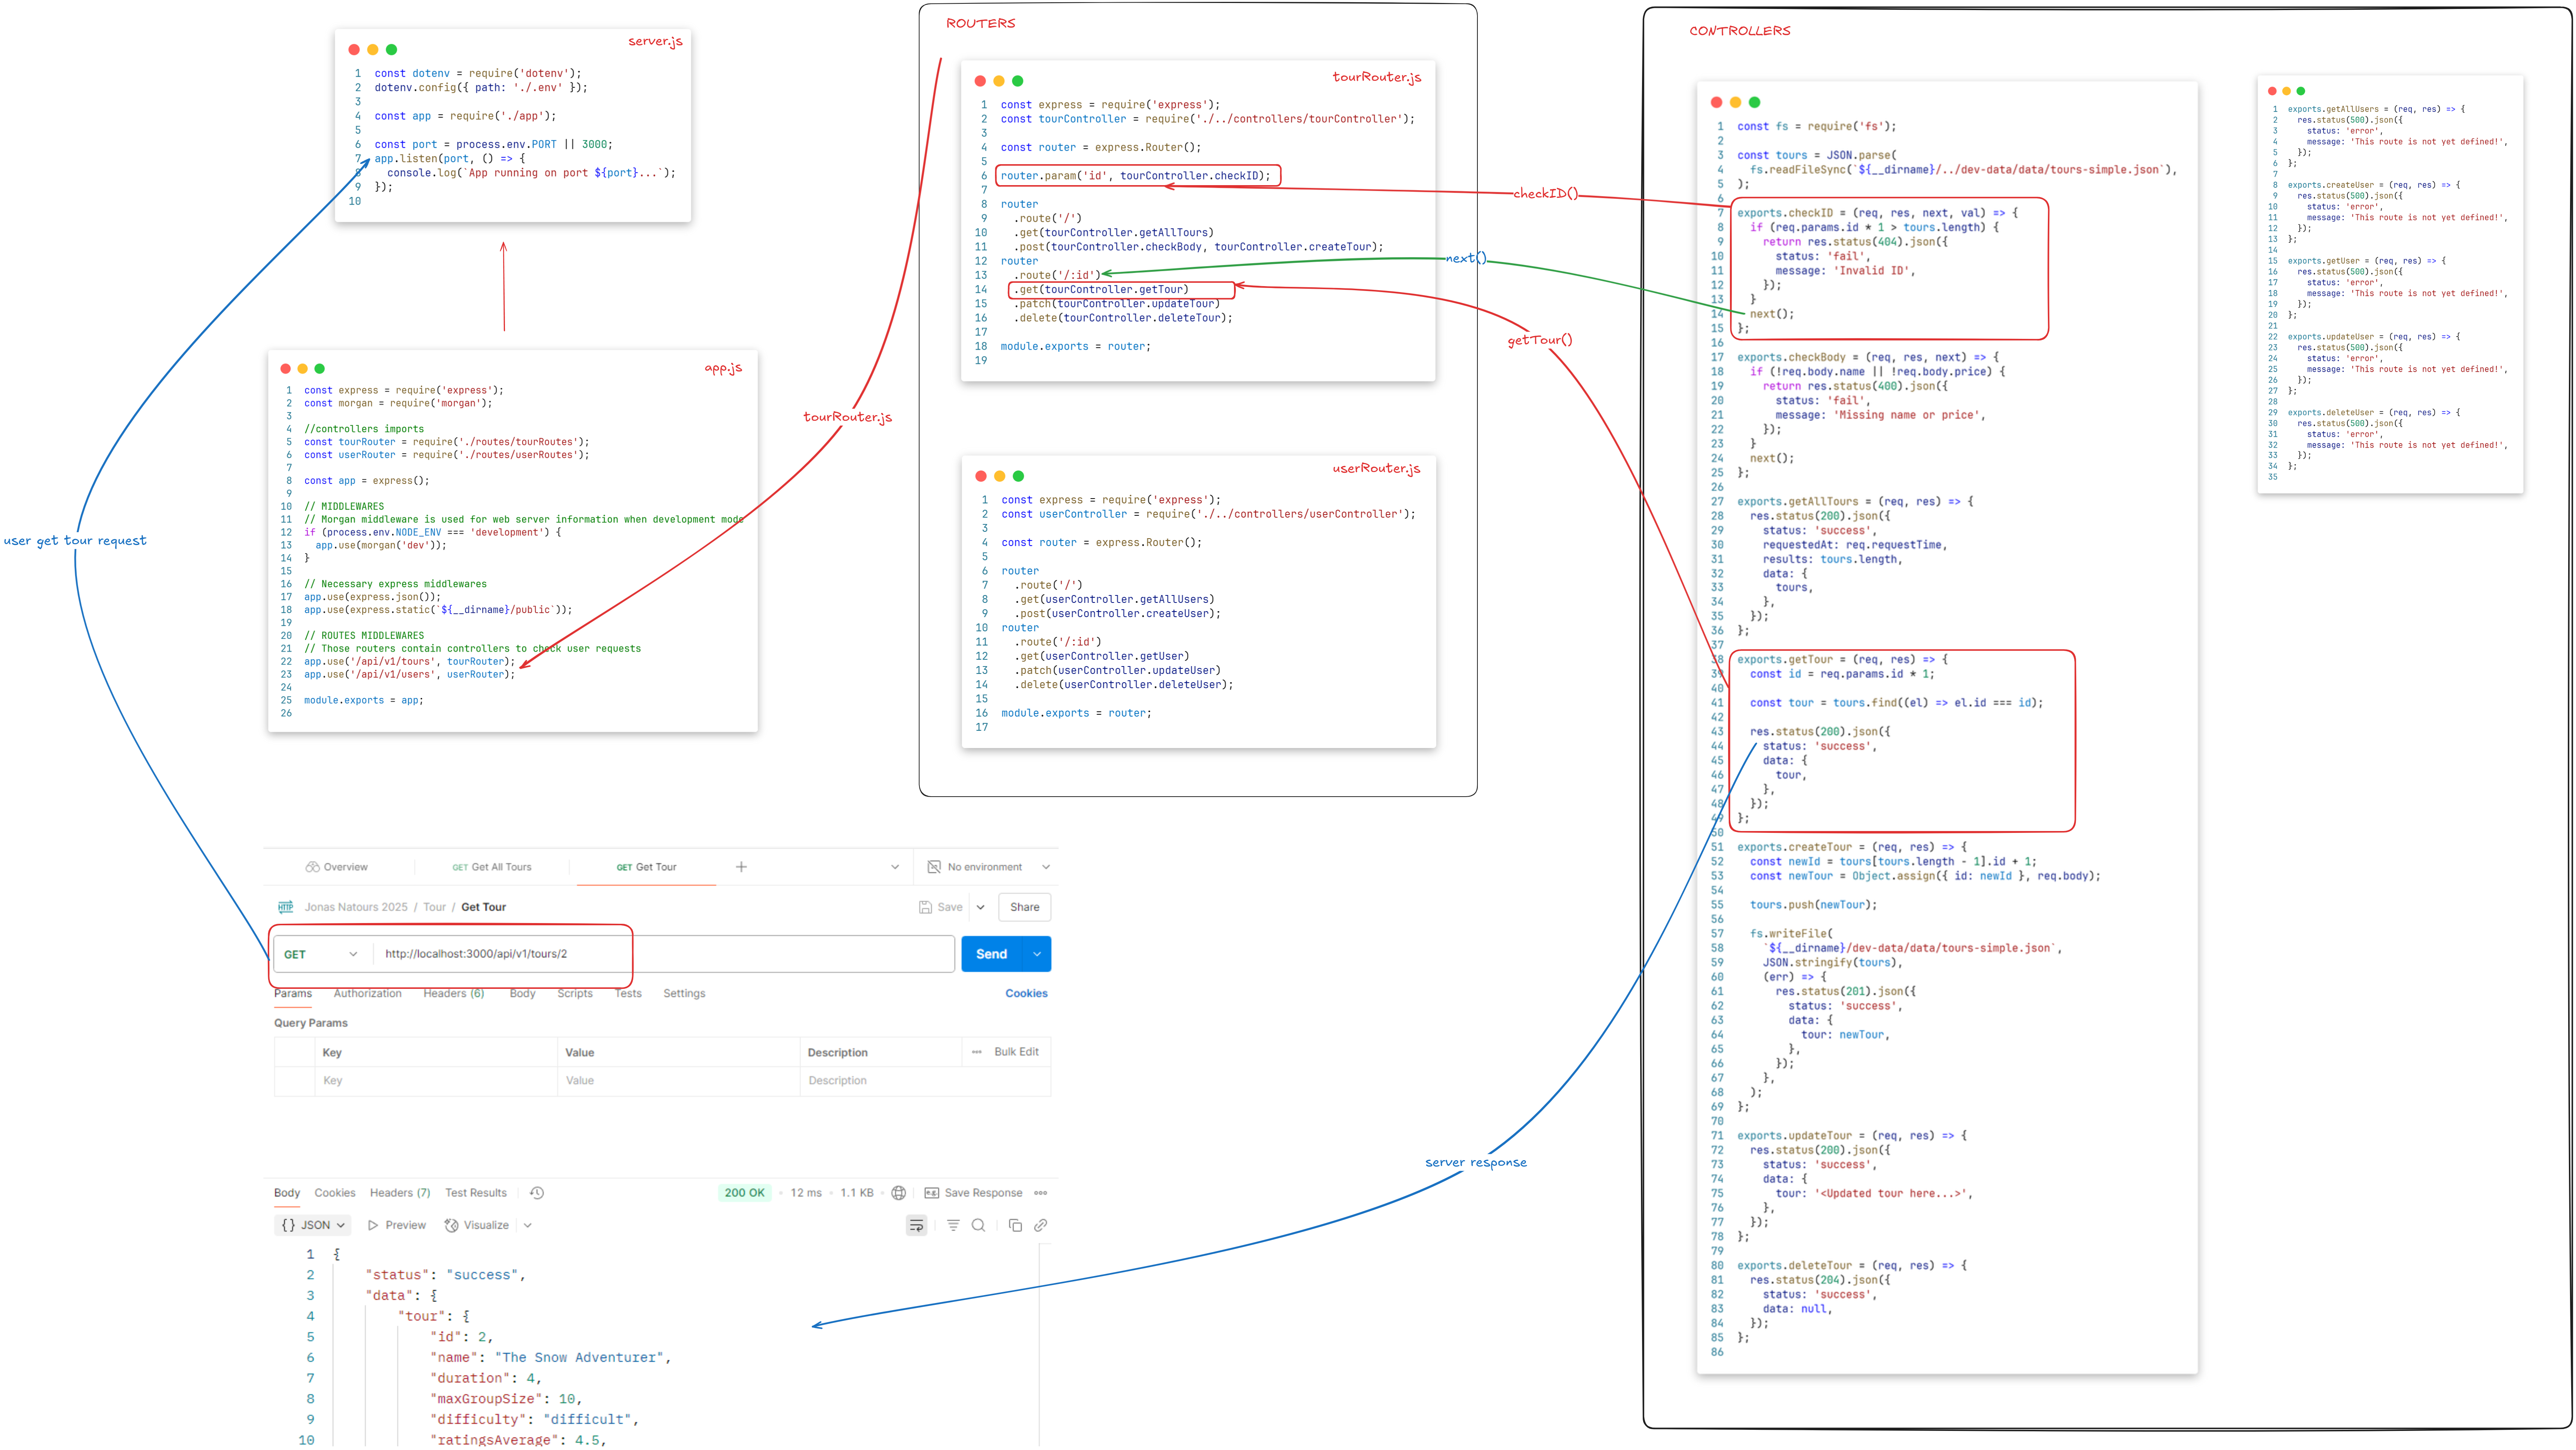 server.js
1 const dotenv = require('dotenv');
2 dotenv.config({ path: './.env' });
3
4 const app = require('./app');
5
6 const port = process.env.PORT || 3000;
7 app.listen(port, () => {
8   console.log(`App running on port ${port}...`);
9 });
10
app.js
1 const express = require('express');
2 const morgan = require('morgan');
3
4 //controllers imports
5 const tourRouter = require('./routes/tourRoutes');
6 const userRouter = require('./routes/userRoutes');
7
8 const app = express();
9
10 // MIDDLEWARES
11 // Morgan middleware is used for web server information when development mode
12 if (process.env.NODE_ENV === 'development') {
13   app.use(morgan('dev'));
14 }
15
16 // Necessary express middlewares
17 app.use(express.json());
18 app.use(express.static(`${__dirname}/public`));
19
20 // ROUTES MIDDLEWARES
21 // Those routers contain controllers to check user requests
22 app.use('/api/v1/tours', tourRouter);
23 app.use('/api/v1/users', userRouter);
24
25 module.exports = app;
26
user get tour request
tourRouter.js
ROUTERS
tourRouter.js
1 const express = require('express');
2 const tourController = require('./../controllers/tourController');
3
4 const router = express.Router();
5
6 router.param('id', tourController.checkID);
7
8 router
9   .route('/')
10   .get(tourController.getAllTours)
11   .post(tourController.checkBody, tourController.createTour);
12 router
13   .route('/:id')
14   .get(tourController.getTour)
15   .patch(tourController.updateTour)
16   .delete(tourController.deleteTour);
17
18 module.exports = router;
19
userRouter.js
1 const express = require('express');
2 const userController = require('./../controllers/userController');
3
4 const router = express.Router();
5
6 router
7   .route('/')
8   .get(userController.getAllUsers)
9   .post(userController.createUser);
10 router
11   .route('/:id')
12   .get(userController.getUser)
13   .patch(userController.updateUser)
14   .delete(userController.deleteUser);
15
16 module.exports = router;
17
checkID()
next()
getTour()
CONTROLLERS
1 const fs = require('fs');
2
3 const tours = JSON.parse(
4   fs.readFileSync(`${__dirname}/../dev-data/data/tours-simple.json`),
5 );
6
7 exports.checkID = (req, res, next, val) => {
8   if (req.params.id * 1 > tours.length) {
9     return res.status(404).json({
10       status: 'fail',
11       message: 'Invalid ID',
12     });
13   }
14   next();
15 };
16
17 exports.checkBody = (req, res, next) => {
18   if (!req.body.name || !req.body.price) {
19     return res.status(400).json({
20       status: 'fail',
21       message: 'Missing name or price',
22     });
23   }
24   next();
25 };
26
27 exports.getAllTours = (req, res) => {
28   res.status(200).json({
29     status: 'success',
30     requestedAt: req.requestTime,
31     results: tours.length,
32     data: {
33       tours,
34     },
35   });
36 };
37
38 exports.getTour = (req, res) => {
39   const id = req.params.id * 1;
40
41   const tour = tours.find((el) => el.id === id);
42
43   res.status(200).json({
44     status: 'success',
45     data: {
46       tour,
47     },
48   });
49 };
50
51 exports.createTour = (req, res) => {
52   const newId = tours[tours.length - 1].id + 1;
53   const newTour = Object.assign({ id: newId }, req.body);
54
55   tours.push(newTour);
56
57   fs.writeFile(
58     `${__dirname}/dev-data/data/tours-simple.json`,
59     JSON.stringify(tours),
60     (err) => {
61       res.status(201).json({
62         status: 'success',
63         data: {
64           tour: newTour,
65         },
66       });
67     },
68   );
69 };
70
71 exports.updateTour = (req, res) => {
72   res.status(200).json({
73     status: 'success',
74     data: {
75       tour: '<Updated tour here...>',
76     },
77   });
78 };
79
80 exports.deleteTour = (req, res) => {
81   res.status(204).json({
82     status: 'success',
83     data: null,
84   });
85 };
86
1 exports.getAllUsers = (req, res) => {
2   res.status(500).json({
3     status: 'error',
4     message: 'This route is not yet defined!',
5   });
6 };
7
8 exports.createUser = (req, res) => {
9   res.status(500).json({
10     status: 'error',
11     message: 'This route is not yet defined!',
12   });
13 };
14
15 exports.getUser = (req, res) => {
16   res.status(500).json({
17     status: 'error',
18     message: 'This route is not yet defined!',
19   });
20 };
21
22 exports.updateUser = (req, res) => {
23   res.status(500).json({
24     status: 'error',
25     message: 'This route is not yet defined!',
26   });
27 };
28
29 exports.deleteUser = (req, res) => {
30   res.status(500).json({
31     status: 'error',
32     message: 'This route is not yet defined!',
33   });
34 };
35
Overview GET Get All Tours GET Get Tour No environment
HTTP Jonas Natours 2025 / Tour / Get Tour Save Share
GET http://localhost:3000/api/v1/tours/2 Send
Params Authorization Headers (6) Body Scripts Tests Settings Cookies
Query Params
Key Value Description Bulk Edit
Key Value Description
server response
Body Cookies Headers (7) Test Results 200 OK 12 ms 1.1 KB e.g. Save Response
{} JSON Preview Visualize
1 {
2     "status": "success",
3     "data": {
4         "tour": {
5             "id": 2,
6             "name": "The Snow Adventurer",
7             "duration": 4,
8             "maxGroupSize": 10,
9             "difficulty": "difficult",
10             "ratingsAverage": 4.5,